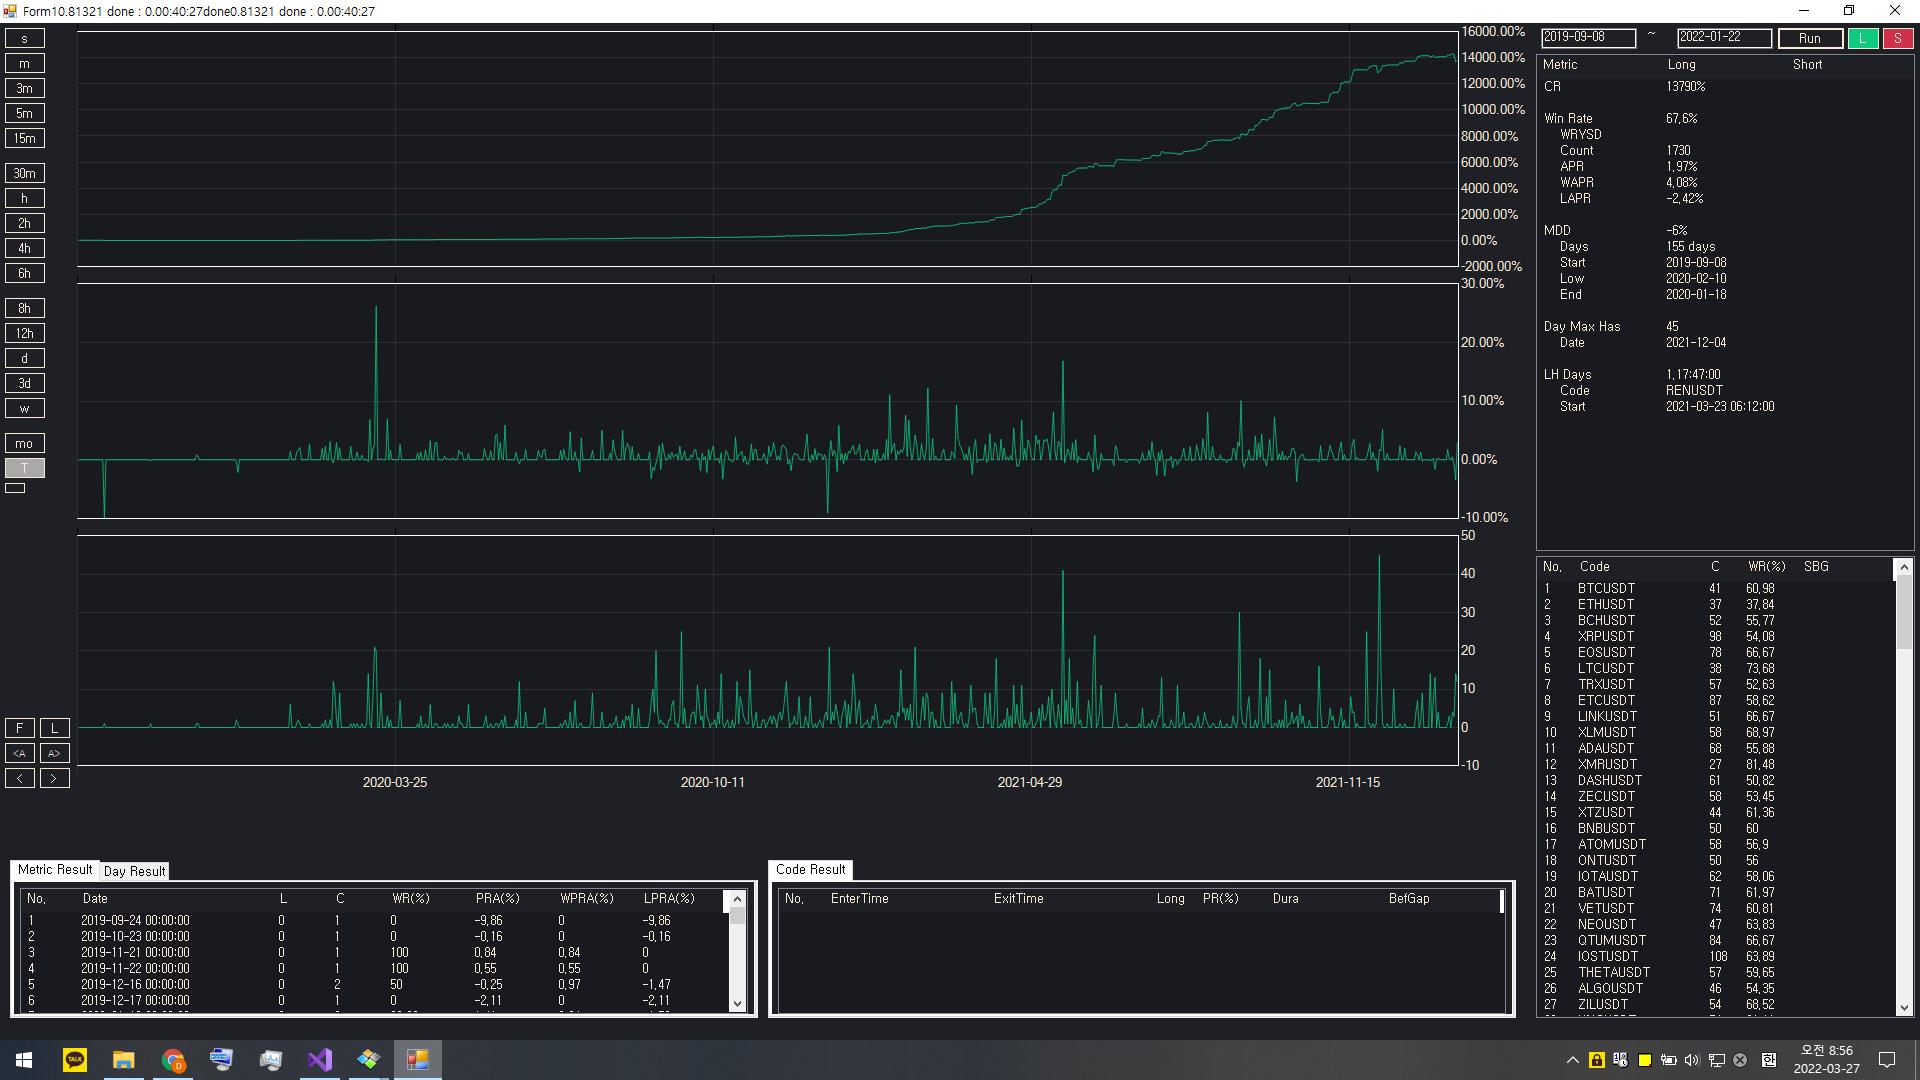 Form10.81321 done : 0.00:40:27done0.81321 done : 0.00:40:27
s
m
3m
5m
15m
30m
h
2h
4h
6h
8h
12h
d
3d
w
mo
T
F L
<A A>
< >
16000.00%
14000.00%
12000.00%
10000.00%
8000.00%
6000.00%
4000.00%
2000.00%
0.00%
-2000.00%
30.00%
20.00%
10.00%
0.00%
-10.00%
50
40
30
20
10
0
-10
2020-03-25 2020-10-11 2021-04-29 2021-11-15
2019-09-08 ~ 2022-01-22 Run L S
Metric Long Short
CR 13790%
Win Rate 67,6%
WRYSD
Count 1730
APR 1,97%
WAPR 4,08%
LAPR -2,42%
MDD -6%
Days 155 days
Start 2019-09-08
Low 2020-02-10
End 2020-01-18
Day Max Has 45
Date 2021-12-04
LH Days 1,17:47:00
Code RENUSDT
Start 2021-03-23 06:12:00
No, Code C WR(%) SBG
1 BTCUSDT 41 60,98
2 ETHUSDT 37 37,84
3 BCHUSDT 52 55,77
4 XRPUSDT 98 54,08
5 EOSUSDT 78 66,67
6 LTCUSDT 38 73,68
7 TRXUSDT 57 52,63
8 ETCUSDT 87 58,62
9 LINKUSDT 51 66,67
10 XLMUSDT 58 68,97
11 ADAUSDT 68 55,88
12 XMRUSDT 27 81,48
13 DASHUSDT 61 50,82
14 ZECUSDT 58 53,45
15 XTZUSDT 44 61,36
16 BNBUSDT 50 60
17 ATOMUSDT 58 56,9
18 ONTUSDT 50 56
19 IOTAUSDT 62 58,06
20 BATUSDT 71 61,97
21 VETUSDT 74 60,81
22 NEOUSDT 47 63,83
23 QTUMUSDT 84 66,67
24 IOSTUSDT 108 63,89
25 THETAUSDT 57 59,65
26 ALGOUSDT 46 54,35
27 ZILUSDT 54 68,52
Metric Result Day Result
No, Date L C WR(%) PRA(%) WPRA(%) LPRA(%)
1 2019-09-24 00:00:00 0 1 0 -9,86 0 -9,86
2 2019-10-23 00:00:00 0 1 0 -0,16 0 -0,16
3 2019-11-21 00:00:00 0 1 100 0,84 0,84 0
4 2019-11-22 00:00:00 0 1 100 0,55 0,55 0
5 2019-12-16 00:00:00 0 2 50 -0,25 0,97 -1,47
6 2019-12-17 00:00:00 0 1 0 -2,11 0 -2,11
Code Result
No, EnterTime ExitTime Long PR(%) Dura BefGap
TALK
오전 8:56
2022-03-27